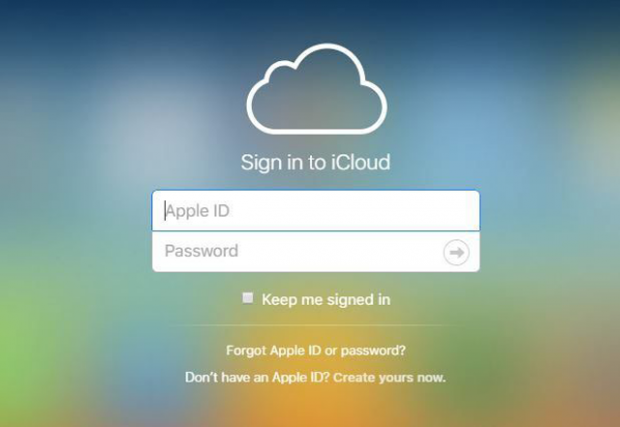 Sign in to iCloud
Apple ID
Password
Keep me signed in
Forgot Apple ID or password?
Don't have an Apple ID? Create yours now.